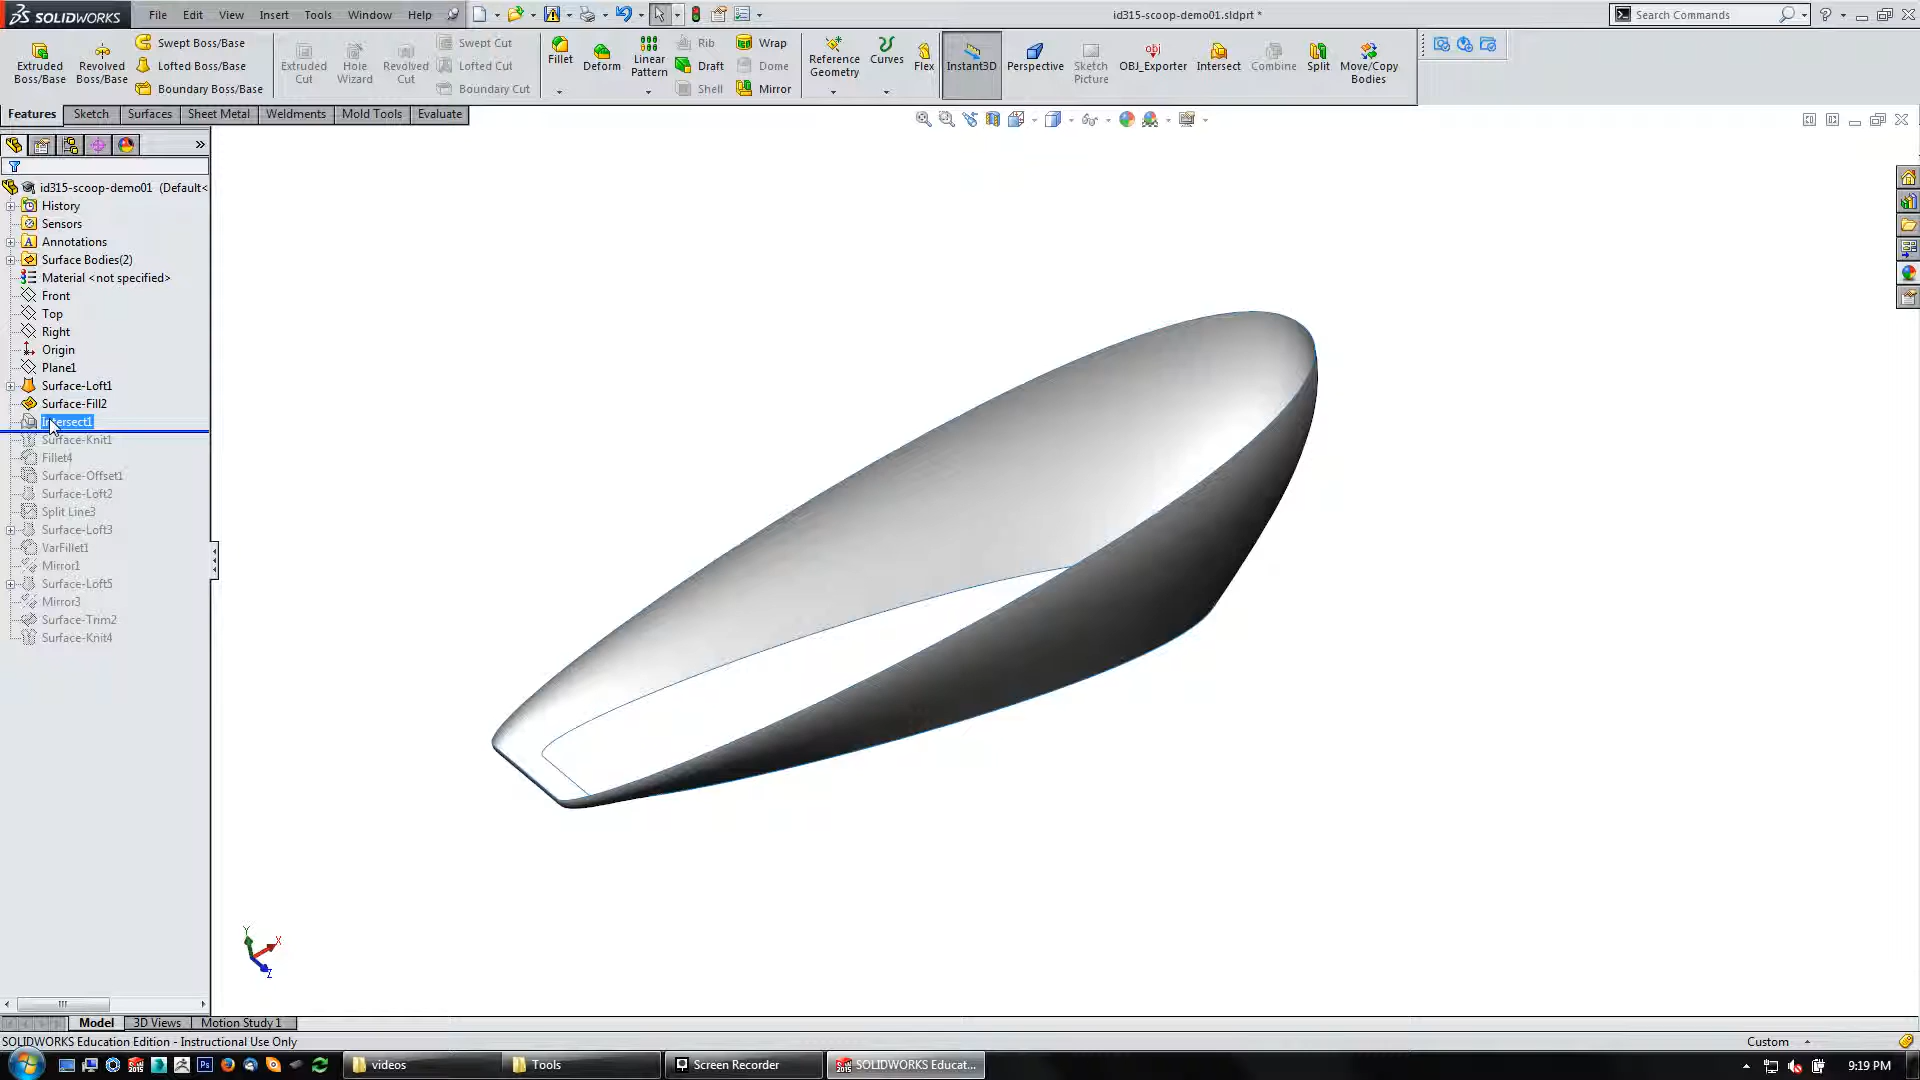 SOLIDWORKS File Edit View Insert Tools Window Help id315-scoop-demo01.sldprt * Search Commands
Extruded Boss/Base
Revolved Boss/Base
Swept Boss/Base
Lofted Boss/Base
Boundary Boss/Base
Extruded Cut
Hole Wizard
Revolved Cut
Swept Cut
Lofted Cut
Boundary Cut
Fillet
Deform
Linear Pattern
Rib
Draft
Shell
Wrap
Dome
Mirror
Reference Geometry
Curves
Flex
Instant3D
Perspective
Sketch Picture
obj
OBJ_Exporter
Intersect
Combine
Split
Move/Copy Bodies
Features Sketch Surfaces Sheet Metal Weldments Mold Tools Evaluate
id315-scoop-demo01 (Default<
History
Sensors
Annotations
Surface Bodies(2)
Material <not specified>
Front
Top
Right
Origin
Plane1
Surface-Loft1
Surface-Fill2
Intersect1
Surface-Knit1
Fillet4
Surface-Offset1
Surface-Loft2
Split Line3
Surface-Loft3
VarFillet1
Mirror1
Surface-Loft5
Mirror3
Surface-Trim2
Surface-Knit4
Y
X
Z
Model 3D Views Motion Study 1
SOLIDWORKS Education Edition - Instructional Use Only Custom
videos Tools Screen Recorder SOLIDWORKS Educat... 9:19 PM